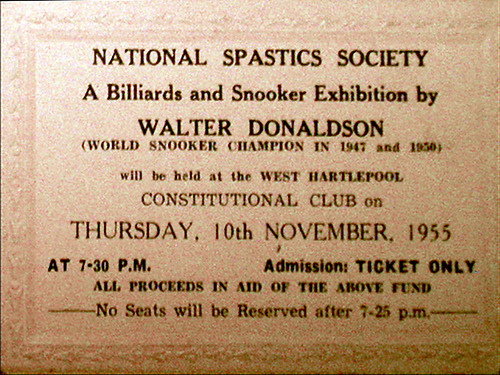 NATIONAL SPASTICS SOCIETY
A Billiards and Snooker Exhibition by
WALTER DONALDSON
(WORLD SNOOKER CHAMPION IN 1947 and 1950)
will be held at the WEST HARTLEPOOL
CONSTITUTIONAL CLUB on
THURSDAY, 10th NOVEMBER, 1955
AT 7-30 P.M. Admission: TICKET ONLY
ALL PROCEEDS IN AID OF THE ABOVE FUND
—No Seats will be Reserved after 7-25 p.m.—